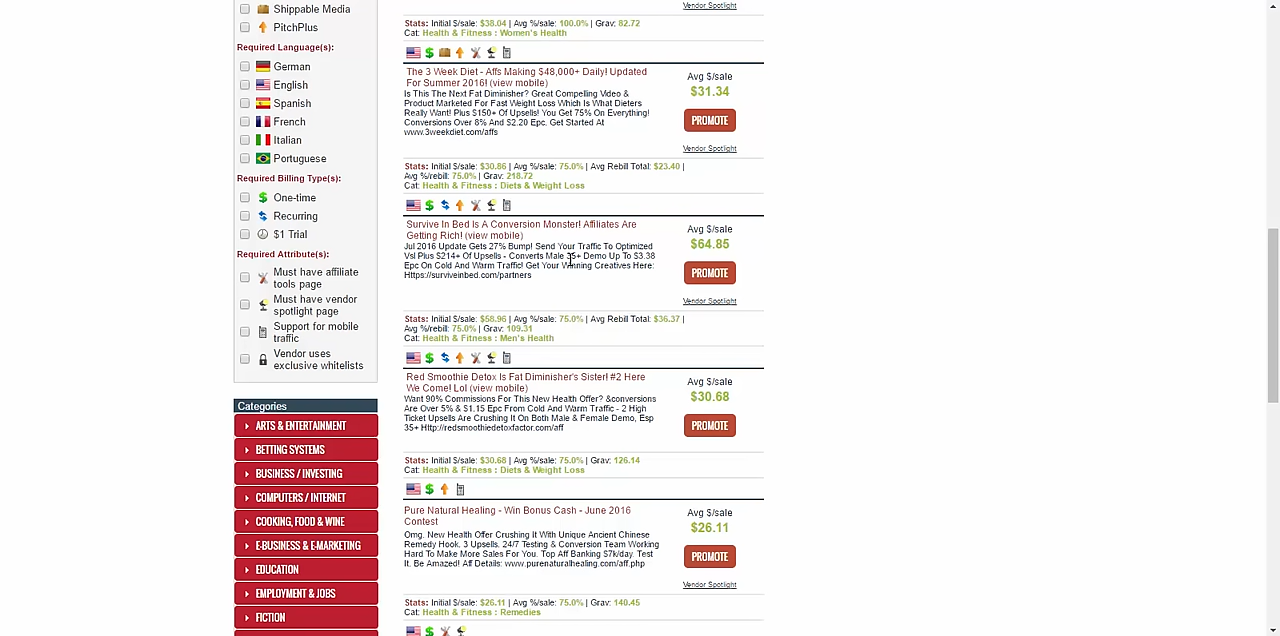 Shippable Media
PitchPlus
Required Language(s):
German
English
Spanish
French
Italian
Portuguese
Required Billing Type(s):
One-time
Recurring
$1 Trial
Required Attribute(s):
Must have affiliate
tools page
Must have vendor
spotlight page
Support for mobile
traffic
Vendor uses
exclusive whitelists
Categories
ARTS & ENTERTAINMENT
BETTING SYSTEMS
BUSINESS / INVESTING
COMPUTERS / INTERNET
COOKING, FOOD & WINE
E-BUSINESS & E-MARKETING
EDUCATION
EMPLOYMENT & JOBS
FICTION
Vendor Spotlight
Stats: Initial $/sale: $38.04 | Avg %/sale: 100.0% | Grav: 82.72
Cat: Health & Fitness : Women's Health
The 3 Week Diet - Affs Making $48,000+ Daily! Updated
For Summer 2016! (view mobile)
Is This The Next Fat Diminisher? Great Compelling Video &
Product Marketed For Fast Weight Loss Which Is What Dieters
Really Want! Plus $150+ Of Upsells! You Get 75% On Everything!
Conversions Over 8% And $2.20 Epc. Get Started At
www.3weekdiet.com/affs
Avg $/sale
$31.34
PROMOTE
Vendor Spotlight
Stats: Initial $/sale: $30.86 | Avg %/sale: 75.0% | Avg Rebill Total: $23.40 |
Avg %/rebill: 75.0% | Grav: 218.72
Cat: Health & Fitness : Diets & Weight Loss
Survive In Bed Is A Conversion Monster! Affiliates Are
Getting Rich! (view mobile)
Jul 2016 Update Gets 27% Bump! Send Your Traffic To Optimized
Vsl Plus $214+ Of Upsells - Converts Male 35+ Demo Up To $3.38
Epc On Cold And Warm Traffic! Get Your Winning Creatives Here:
Https://surviveinbed.com/partners
Avg $/sale
$64.85
PROMOTE
Vendor Spotlight
Stats: Initial $/sale: $58.96 | Avg %/sale: 75.0% | Avg Rebill Total: $36.37 |
Avg %/rebill: 75.0% | Grav: 109.31
Cat: Health & Fitness : Men's Health
Red Smoothie Detox Is Fat Diminisher's Sister! #2 Here
We Come! Lol (view mobile)
Want 90% Commissions For This New Health Offer? &conversions
Are Over 5% & $1.15 Epc From Cold And Warm Traffic - 2 High
Ticket Upsells Are Crushing It On Both Male & Female Demo, Esp
35+ Http://redsmoothiedetoxfactor.com/aff
Avg $/sale
$30.68
PROMOTE
Stats: Initial $/sale: $30.68 | Avg %/sale: 75.0% | Grav: 126.14
Cat: Health & Fitness : Diets & Weight Loss
Pure Natural Healing - Win Bonus Cash - June 2016
Contest
Omg. New Health Offer Crushing It With Unique Ancient Chinese
Remedy Hook. 3 Upsells. 24/7 Testing & Conversion Team Working
Hard To Make More Sales For You. Top Aff Banking $7k/day. Test
It. Be Amazed! Aff Details: www.purenaturalhealing.com/aff.php
Avg $/sale
$26.11
PROMOTE
Vendor Spotlight
Stats: Initial $/sale: $26.11 | Avg %/sale: 75.0% | Grav: 140.45
Cat: Health & Fitness : Remedies